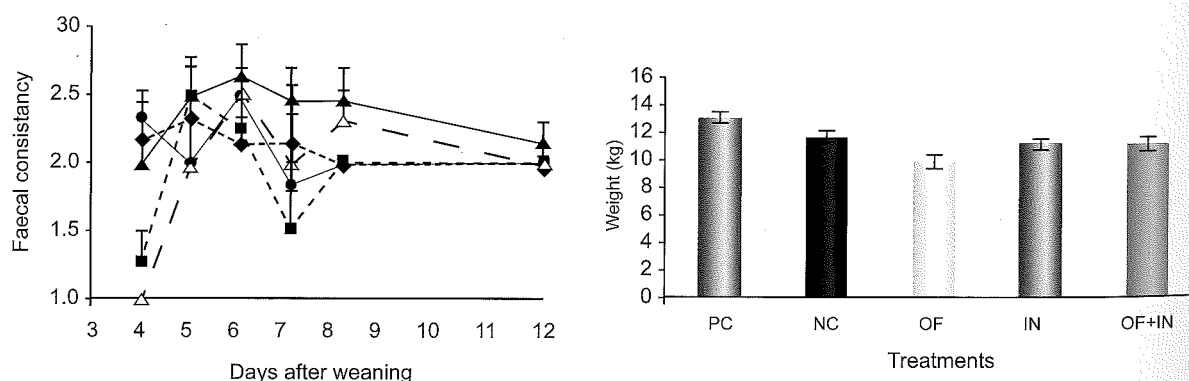 30
2.5
2.0
1.5
1.0
Faecal consistancy
3 4 5 6 7 8 9 10 11 12
Days after weaning
16
14
12
10
8
6
4
2
0
Weight (kg)
PC NC OF IN OF+IN
Treatments